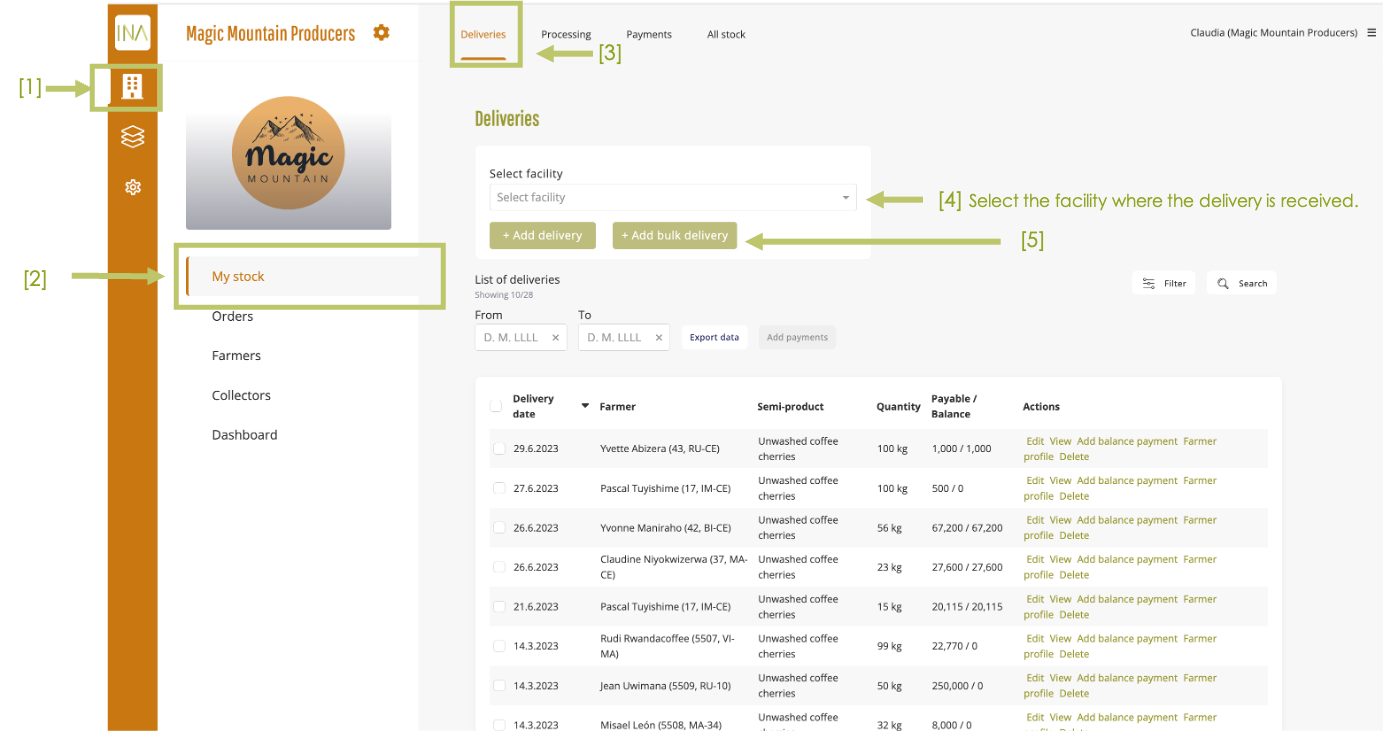 INA
Magic Mountain Producers
Deliveries
Processing
Payments
All stock
Claudia (Magic Mountain Producers)
[3]
[1]
Magic
MOUNTAIN
Deliveries
Select facility
Select facility
[4] Select the facility where the delivery is received.
+ Add delivery
+ Add bulk delivery
[5]
[2]
My stock
Orders
Farmers
Collectors
Dashboard
List of deliveries
Showing 10/28
Filter
Search
From
To
D. M. LLLL ×
D. M. LLLL ×
Export data
Add payments
Delivery date Farmer Semi-product Quantity Payable / Balance Actions
29.6.2023 Yvette Abizera (43, RU-CE) Unwashed coffee cherries 100 kg 1,000 / 1,000 Edit View Add balance payment Farmer profile Delete
27.6.2023 Pascal Tuyishime (17, IM-CE) Unwashed coffee cherries 100 kg 500 / 0 Edit View Add balance payment Farmer profile Delete
26.6.2023 Yvonne Maniraho (42, BI-CE) Unwashed coffee cherries 56 kg 67,200 / 67,200 Edit View Add balance payment Farmer profile Delete
26.6.2023 Claudine Niyokwizerwa (37, MA-CE) Unwashed coffee cherries 23 kg 27,600 / 27,600 Edit View Add balance payment Farmer profile Delete
21.6.2023 Pascal Tuyishime (17, IM-CE) Unwashed coffee cherries 15 kg 20,115 / 20,115 Edit View Add balance payment Farmer profile Delete
14.3.2023 Rudi Rwandacoffee (5507, VI-MA) Unwashed coffee cherries 99 kg 22,770 / 0 Edit View Add balance payment Farmer profile Delete
14.3.2023 Jean Uwimana (5509, RU-10) Unwashed coffee cherries 50 kg 250,000 / 0 Edit View Add balance payment Farmer profile Delete
14.3.2023 Misael León (5508, MA-34) Unwashed coffee 32 kg 8,000 / 0 Edit View Add balance payment Farmer